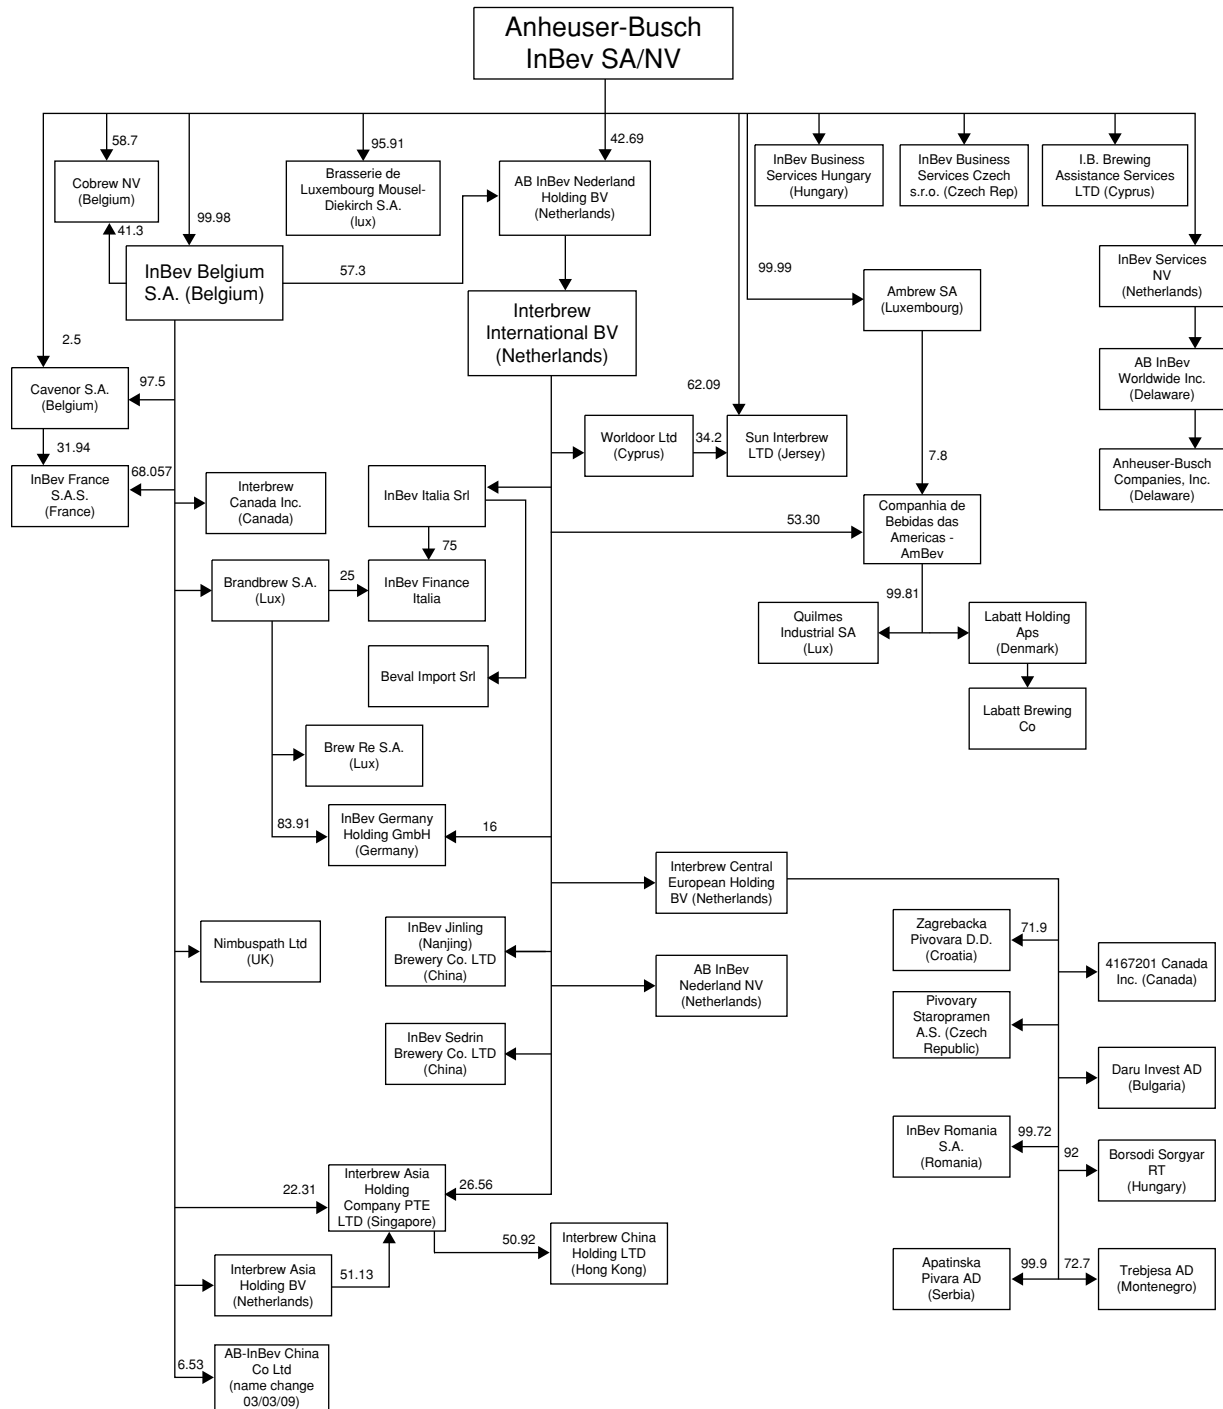 Anheuser-Busch
InBev SA/NV
58.7
95.91
42.69
Cobrew NV
(Belgium)
Brasserie de
Luxembourg Mousel-
Diekirch S.A.
(lux)
AB InBev Nederland
Holding BV
(Netherlands)
InBev Business
Services Hungary
(Hungary)
InBev Business
Services Czech
s.r.o. (Czech Rep)
I.B. Brewing
Assistance Services
LTD (Cyprus)
99.98
41.3
InBev Belgium
S.A. (Belgium)
57.3
99.99
InBev Services
NV
(Netherlands)
Ambrew SA
(Luxembourg)
Interbrew
International BV
(Netherlands)
2.5
97.5
Cavenor S.A.
(Belgium)
62.09
AB InBev
Worldwide Inc.
(Delaware)
31.94
68.057
InBev France
S.A.S.
(France)
Interbrew
Canada Inc.
(Canada)
InBev Italia Srl
Worldoor Ltd
(Cyprus)
34.2
Sun Interbrew
LTD (Jersey)
7.8
Anheuser-Busch
Companies, Inc.
(Delaware)
53.30
Companhia de
Bebidas das
Americas -
AmBev
75
Brandbrew S.A.
(Lux)
25
InBev Finance
Italia
99.81
Quilmes
Industrial SA
(Lux)
Labatt Holding
Aps
(Denmark)
Beval Import Srl
Labatt Brewing
Co
Brew Re S.A.
(Lux)
83.91
InBev Germany
Holding GmbH
(Germany)
16
Interbrew Central
European Holding
BV (Netherlands)
Nimbuspath Ltd
(UK)
InBev Jinling
(Nanjing)
Brewery Co. LTD
(China)
Zagrebacka
Pivovara D.D.
(Croatia)
71.9
AB InBev
Nederland NV
(Netherlands)
4167201 Canada
Inc. (Canada)
Pivovary
Staropramen
A.S. (Czech
Republic)
InBev Sedrin
Brewery Co. LTD
(China)
Daru Invest AD
(Bulgaria)
InBev Romania
S.A.
(Romania)
99.72
92
Borsodi Sorgyar
RT
(Hungary)
22.31
Interbrew Asia
Holding
Company PTE
LTD (Singapore)
26.56
50.92
Interbrew China
Holding LTD
(Hong Kong)
Interbrew Asia
Holding BV
(Netherlands)
51.13
Apatinska
Pivara AD
(Serbia)
99.9
72.7
Trebjesa AD
(Montenegro)
6.53
AB-InBev China
Co Ltd
(name change
03/03/09)